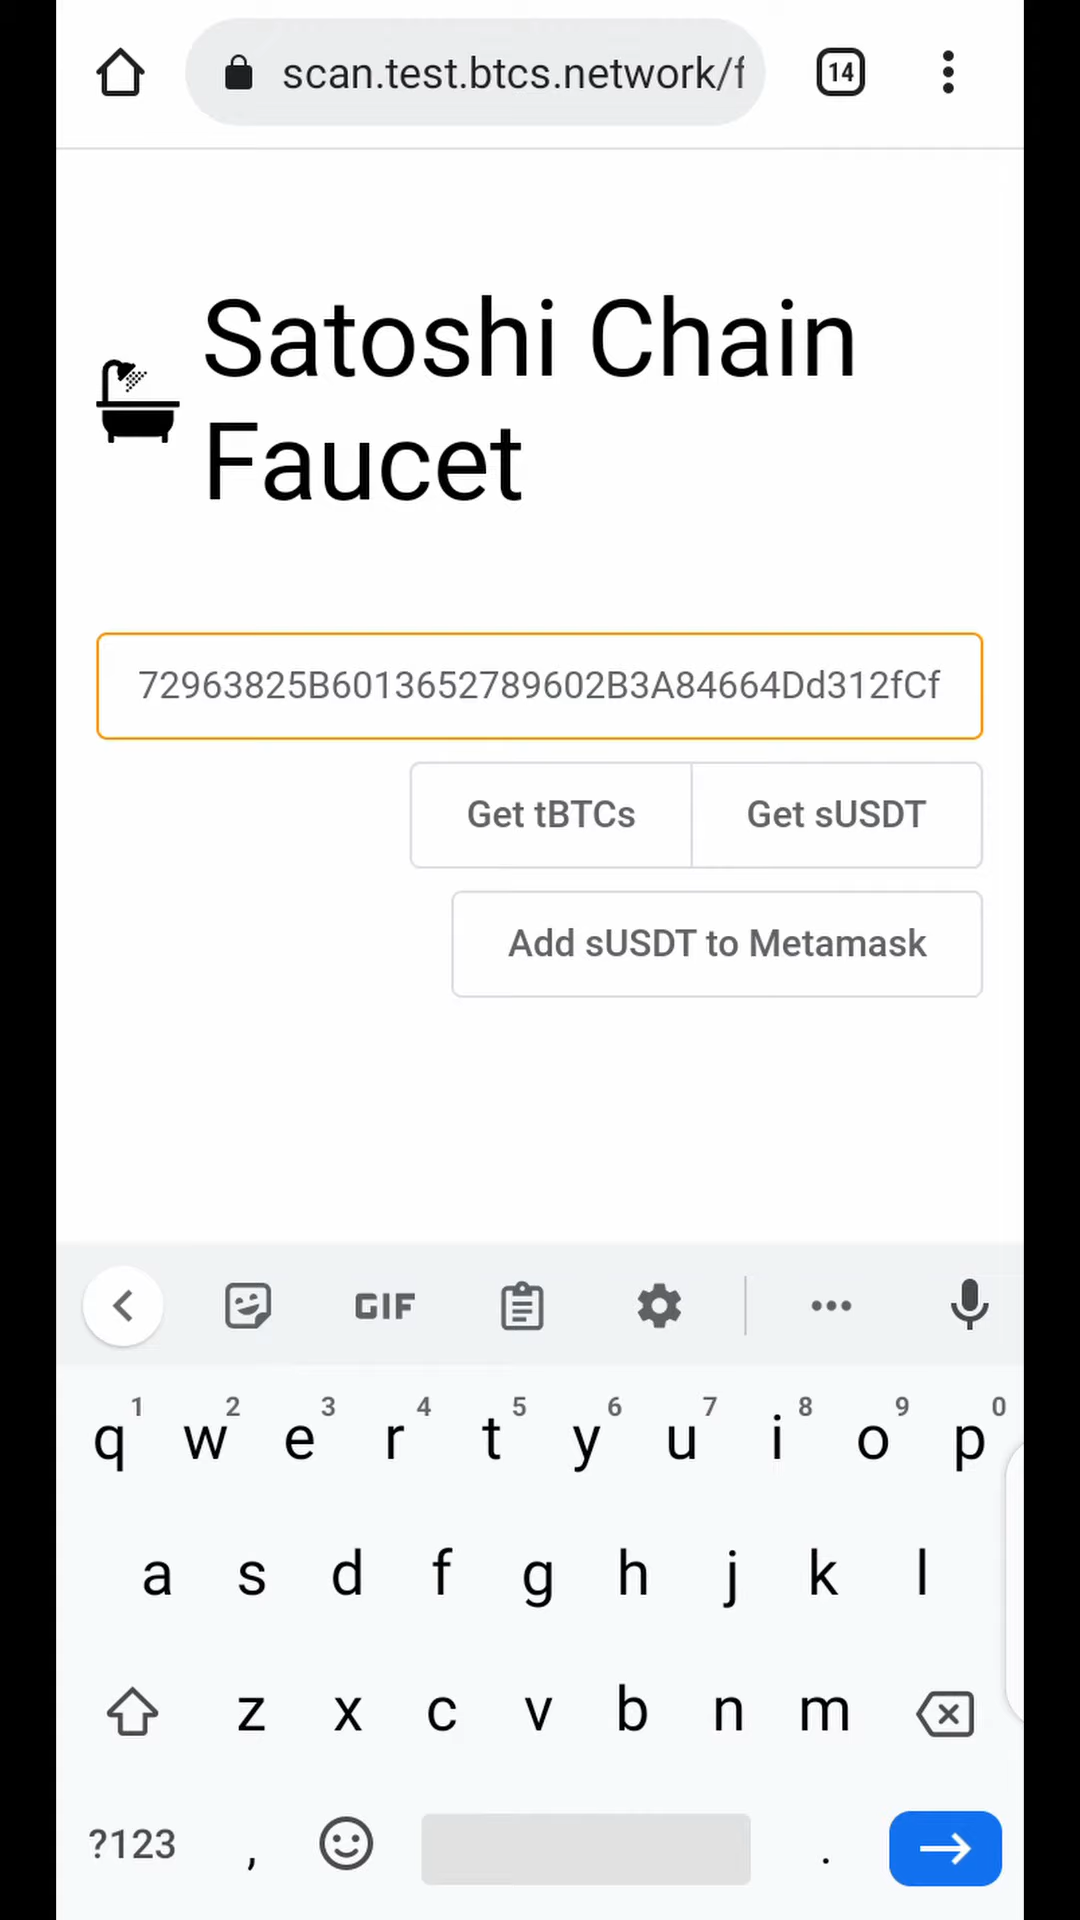 scan.test.btcs.network/f
14
Satoshi Chain
Faucet
72963825B6013652789602B3A84664Dd312fCf
Get tBTCs
Get sUSDT
Add sUSDT to Metamask
GIF
1 2 3 4 5 6 7 8 9 0
q w e r t y u i o p
a s d f g h j k l
z x c v b n m
?123 , .